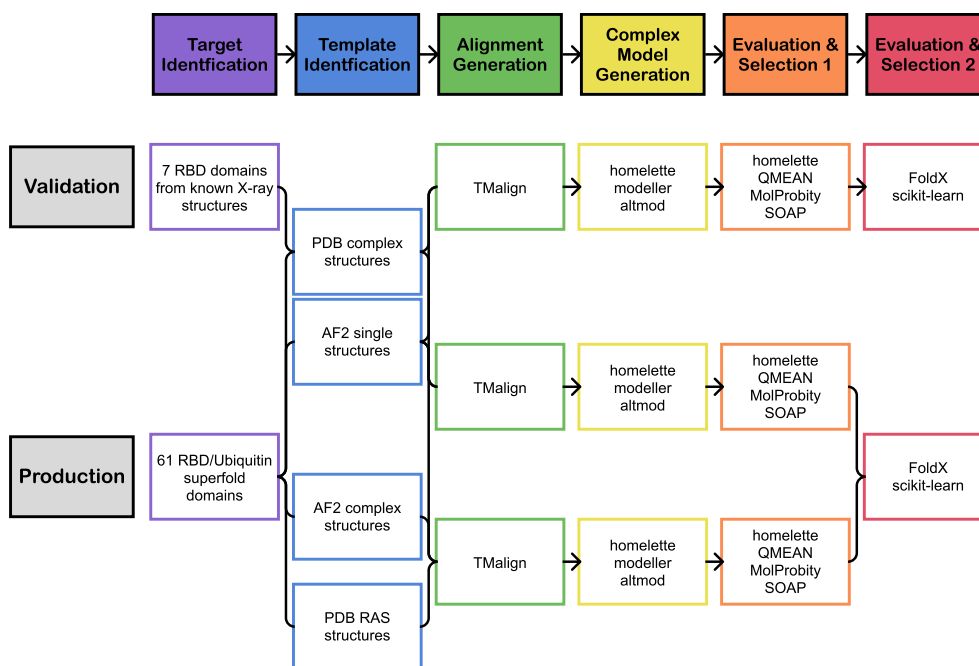 Target
Identfication
Template
Identfication
Alignment
Generation
Complex
Model
Generation
Evaluation &
Selection 1
Evaluation &
Selection 2
Validation
7 RBD domains
from known X-ray
structures
PDB complex
structures
AF2 single
structures
TMalign
homelette
modeller
altmod
homelette
QMEAN
MolProbity
SOAP
FoldX
scikit-learn
TMalign
homelette
modeller
altmod
homelette
QMEAN
MolProbity
SOAP
Production
61 RBD/Ubiquitin
superfold
domains
AF2 complex
structures
PDB RAS
structures
TMalign
homelette
modeller
altmod
homelette
QMEAN
MolProbity
SOAP
FoldX
scikit-learn